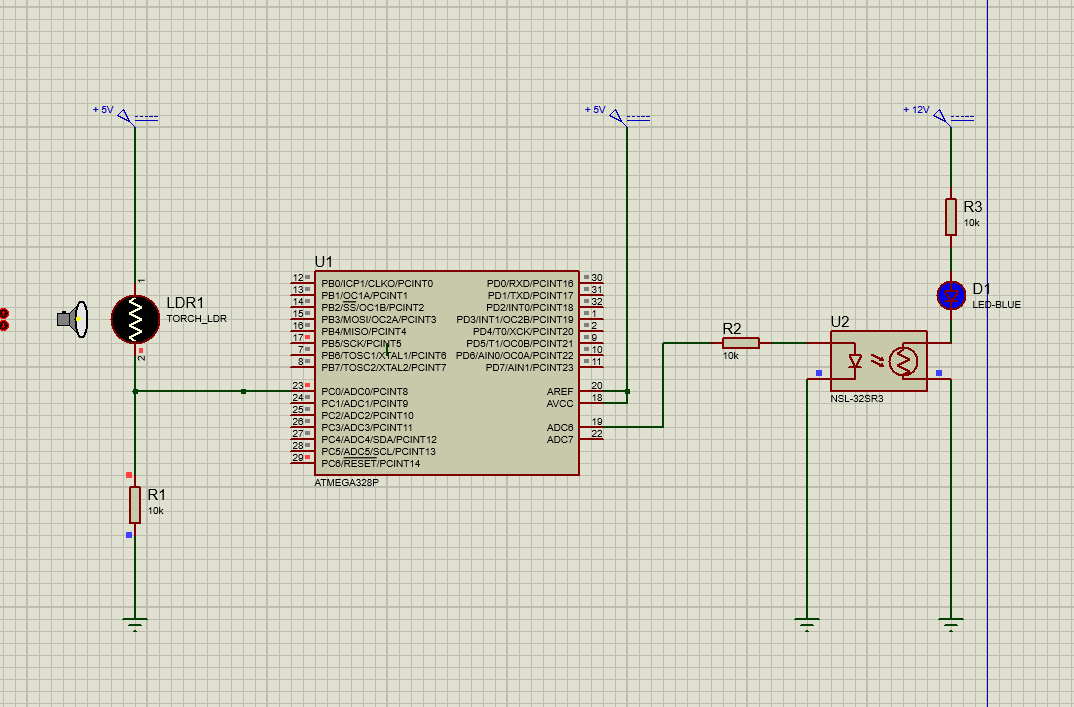 + 5V
+ 5V
+ 12V
R3
10k
1
LDR1
TORCH_LDR
2
U1
12 PB0/ICP1/CLKO/PCINT0 PD0/RXD/PCINT16 30
13 PB1/OC1A/PCINT1 PD1/TXD/PCINT17 31
14 PB2/SS/OC1B/PCINT2 PD2/INT0/PCINT18 32
15 PB3/MOSI/OC2A/PCINT3 PD3/INT1/OC2B/PCINT19 1
16 PB4/MISO/PCINT4 PD4/T0/XCK/PCINT20 2
17 PB5/SCK/PCINT5 PD5/T1/OC0B/PCINT21 9
7 PB6/TOSC1/XTAL1/PCINT6 PD6/AIN0/OC0A/PCINT22 10
8 PB7/TOSC2/XTAL2/PCINT7 PD7/AIN1/PCINT23 11
23 PC0/ADC0/PCINT8 AREF 20
24 PC1/ADC1/PCINT9 AVCC 18
25 PC2/ADC2/PCINT10
26 PC3/ADC3/PCINT11 ADC6 19
27 PC4/ADC4/SDA/PCINT12 ADC7 22
28 PC5/ADC5/SCL/PCINT13
29 PC6/RESET/PCINT14
ATMEGA328P
D1
LED-BLUE
R2
10k
U2
NSL-32SR3
R1
10k